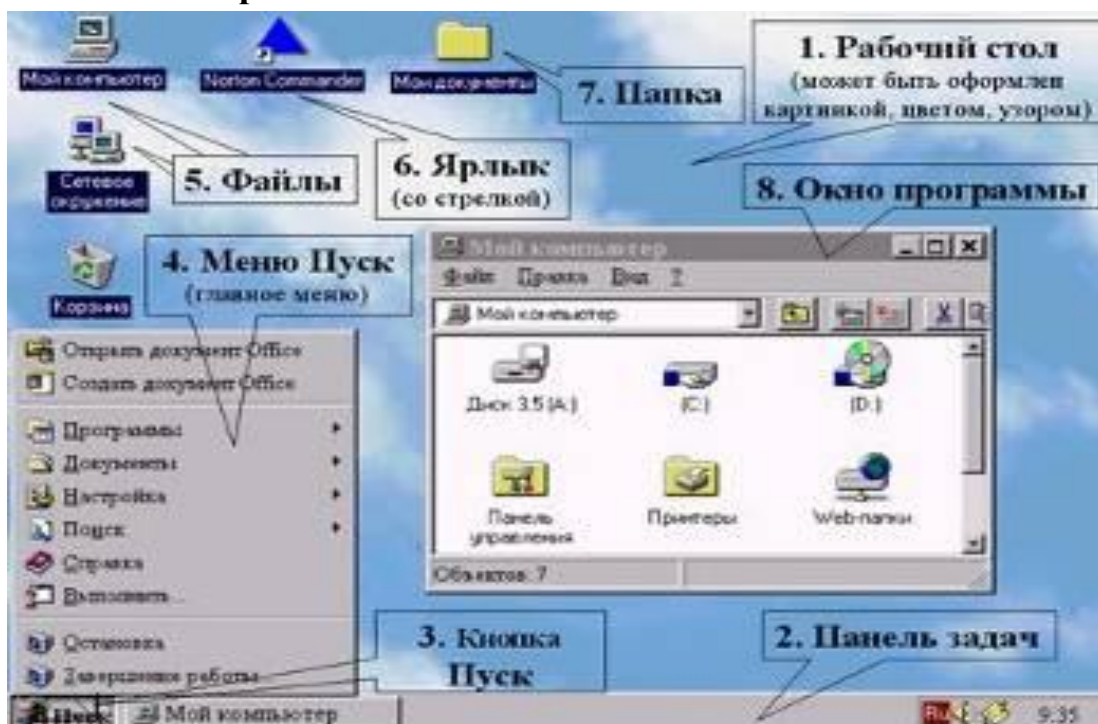 Мой компьютер
Norton Commander
Мои документы
1. Рабочий стол
(может быть оформлен
картинкой, цветом, узором)
7. Папка
Сетевое
окружение
5. Файлы
6. Ярлык
(со стрелкой)
8. Окно программы
Корзина
4. Меню Пуск
(главное меню)
Мой компьютер
Файл Правка Вид ?
Мой компьютер
Открыть документ Office
Создать документ Office
Диск 3.5 (A:)
(C:)
(D:)
Программы
Документы
Настройка
Поиск
Справка
Выполнить...
Панель
управления
Принтеры
Web-папки
Объектов: 7
Остановка
Завершение работы
3. Кнопка
Пуск
2. Панель задач
Пуск
Мой компьютер
Ru
9:35